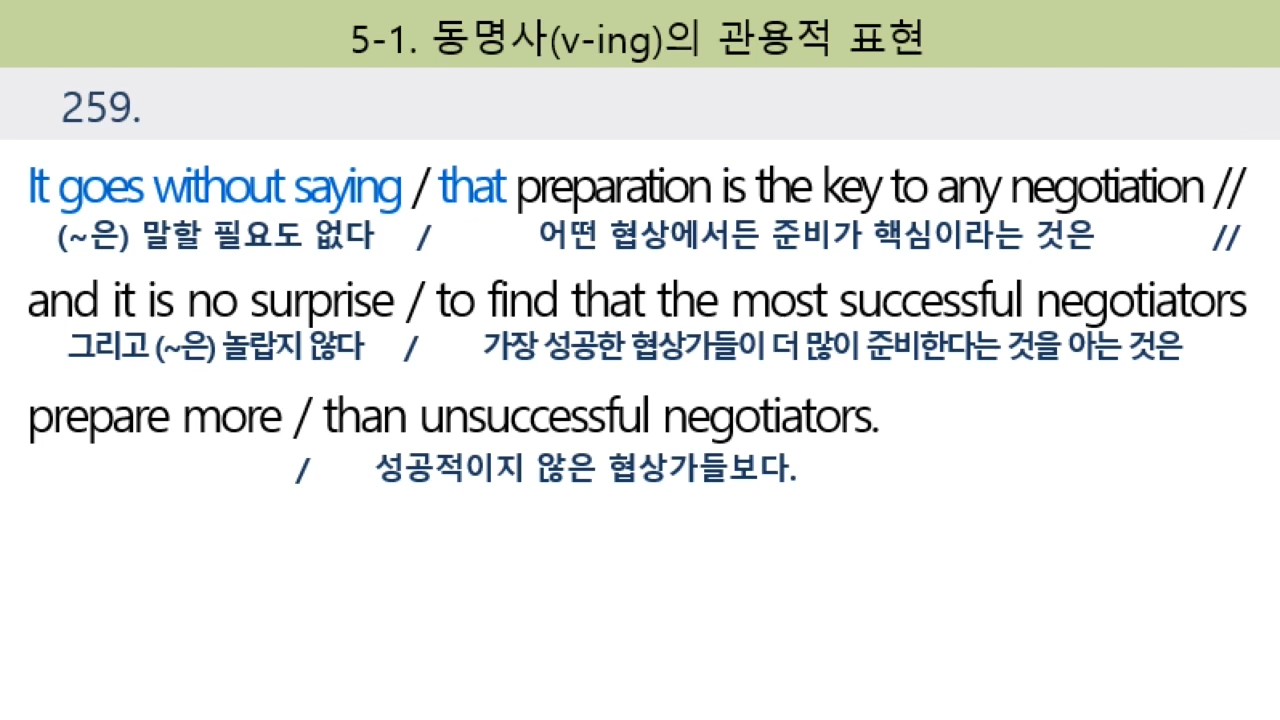 5-1. 동명사(v-ing)의 관용적 표현
259.
It goes without saying / that preparation is the key to any negotiation //
(~은) 말할 필요도 없다 / 어떤 협상에서든 준비가 핵심이라는 것은 //
and it is no surprise / to find that the most successful negotiators
그리고 (~은) 놀랍지 않다 / 가장 성공한 협상가들이 더 많이 준비한다는 것을 아는 것은
prepare more / than unsuccessful negotiators.
/ 성공적이지 않은 협상가들보다.